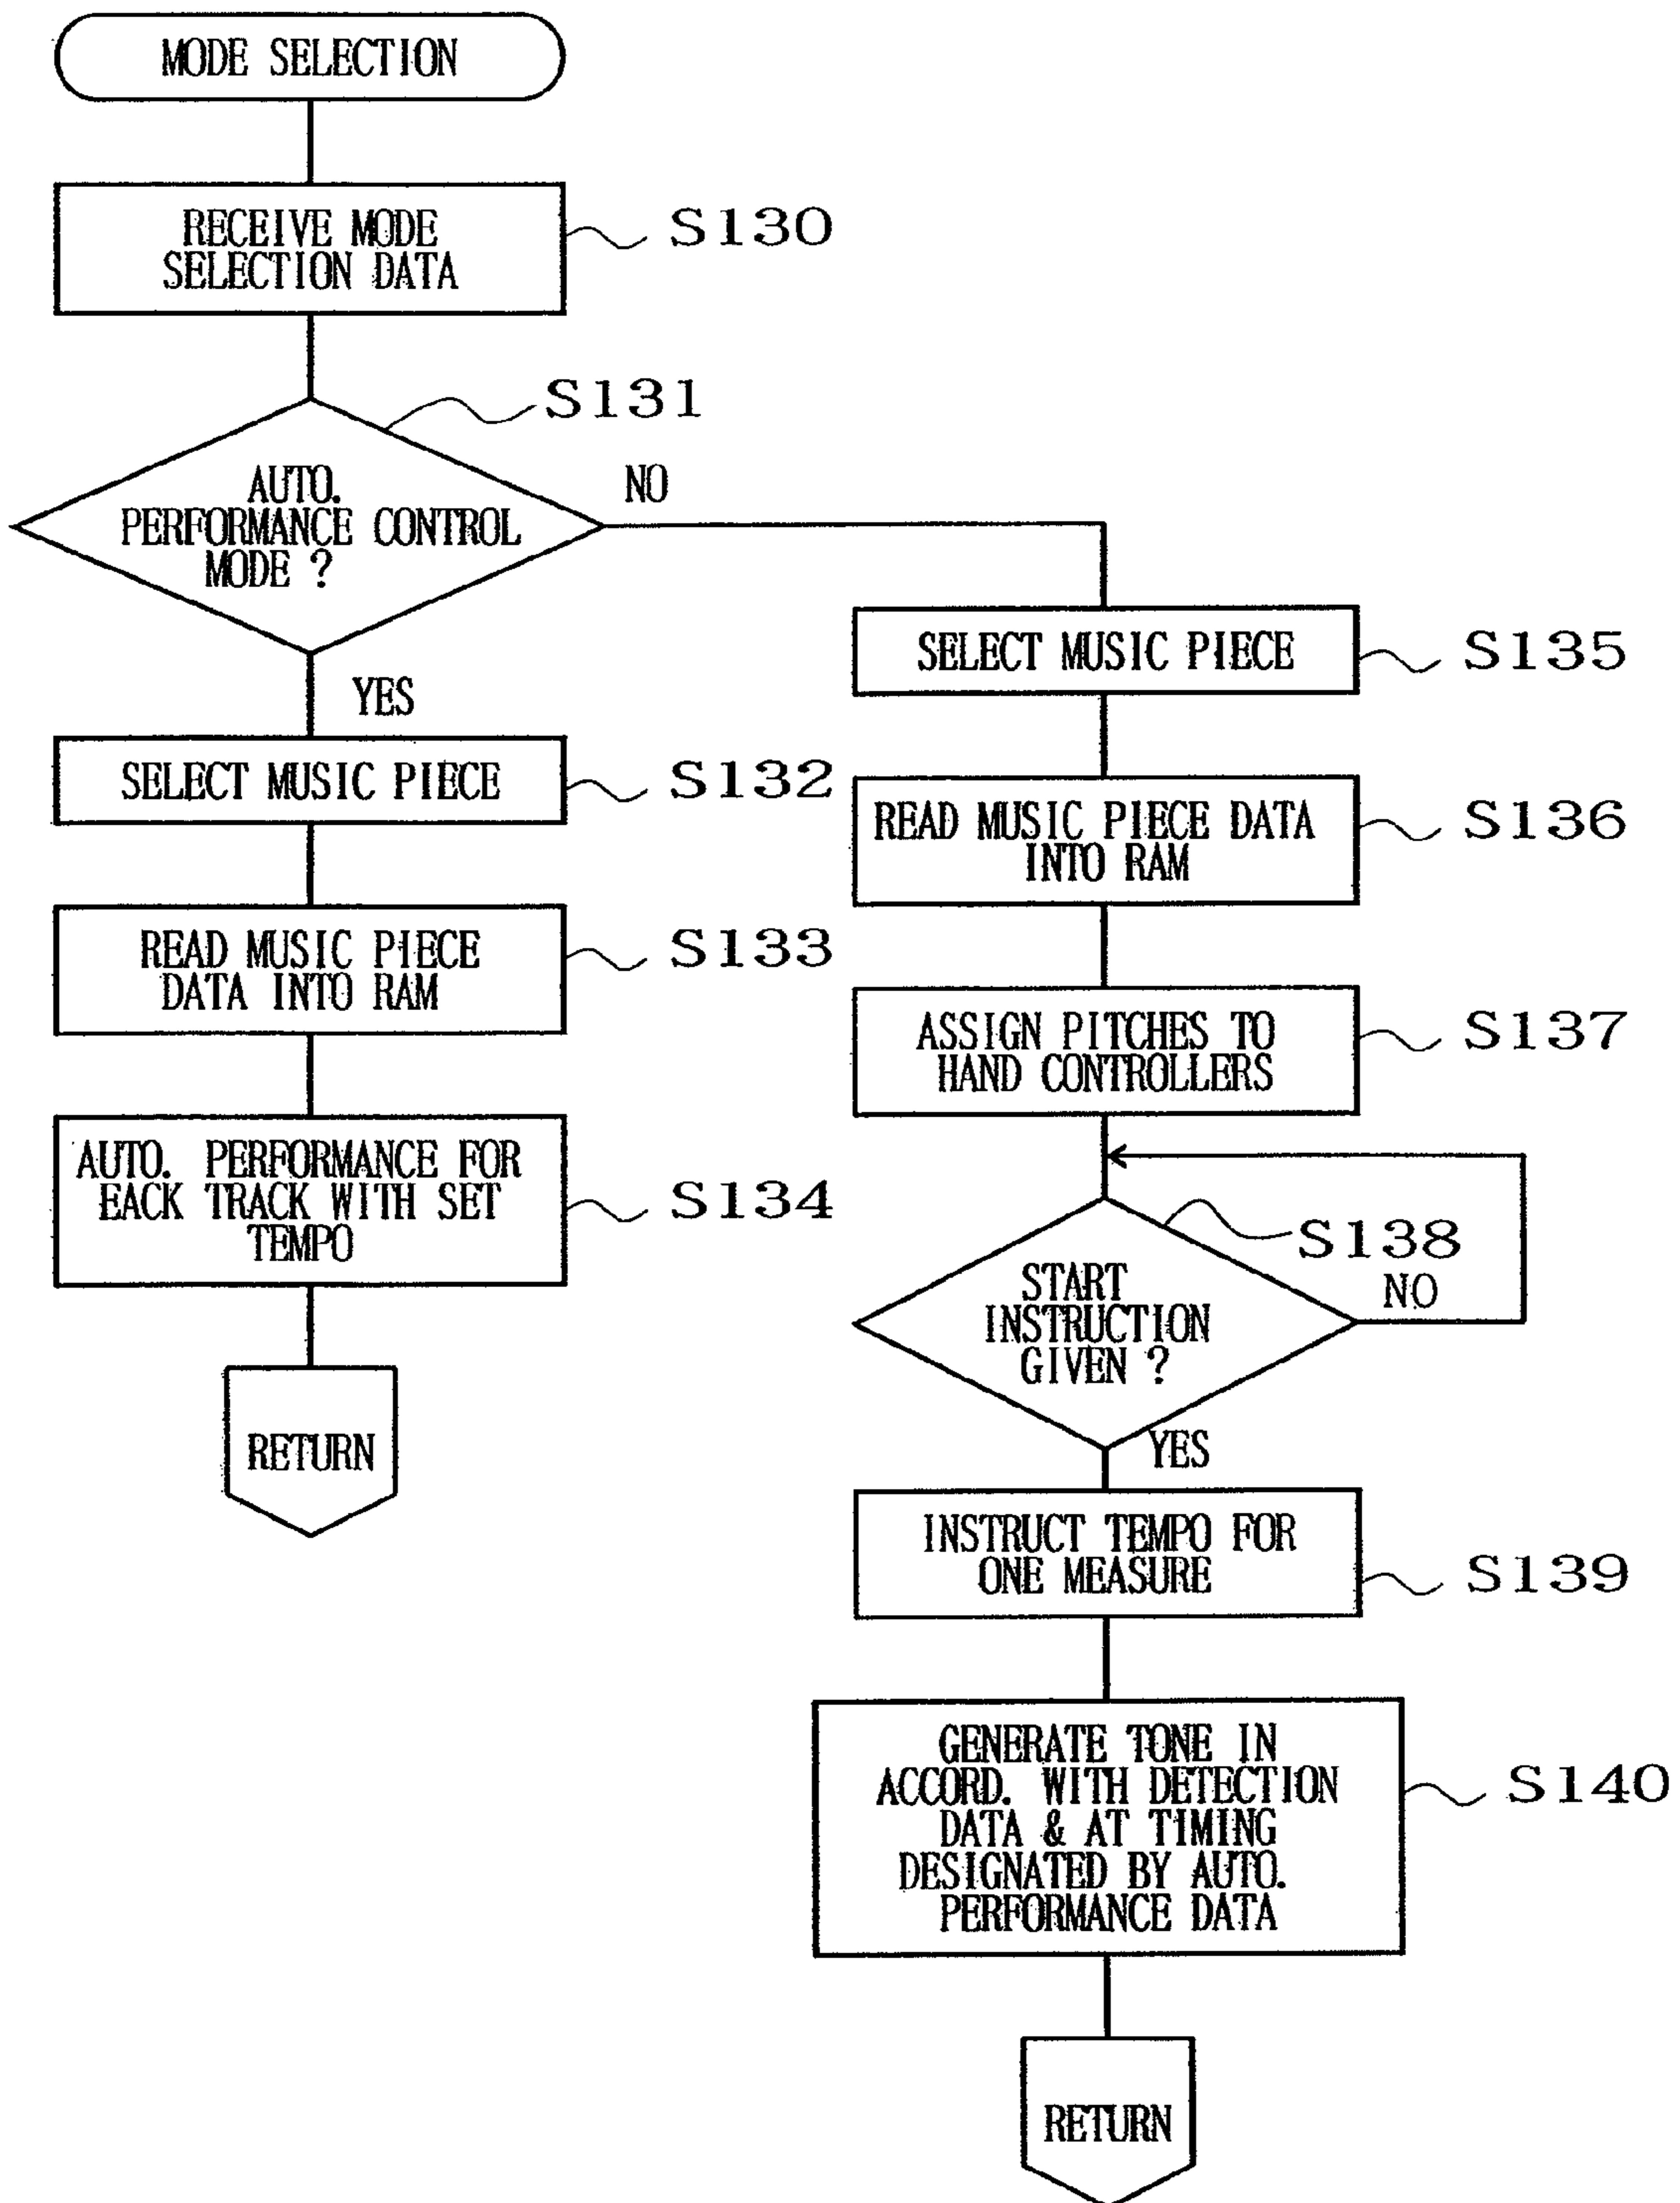 MODE SELECTION
RECEIVE MODE
SELECTION DATA
S130
S131
AUTO.
PERFORMANCE CONTROL
MODE ?
NO
YES
SELECT MUSIC PIECE
S132
READ MUSIC PIECE
DATA INTO RAM
S133
AUTO. PERFORMANCE FOR
EACK TRACK WITH SET
TEMPO
S134
RETURN
SELECT MUSIC PIECE
S135
READ MUSIC PIECE DATA
INTO RAM
S136
ASSIGN PITCHES TO
HAND CONTROLLERS
S137
S138
START
INSTRUCTION
GIVEN ?
NO
YES
INSTRUCT TEMPO FOR
ONE MEASURE
S139
GENERATE TONE IN
ACCORD. WITH DETECTION
DATA & AT TIMING
DESIGNATED BY AUTO.
PERFORMANCE DATA
S140
RETURN